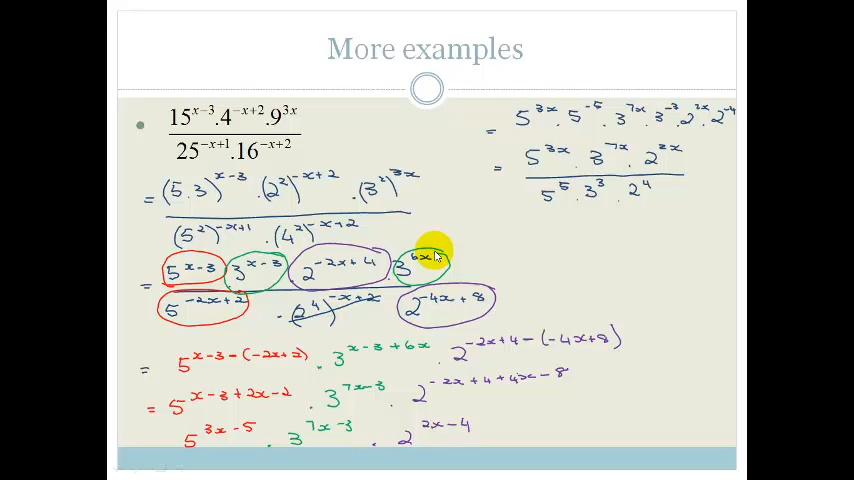 More examples
15^{x-3}.4^{-x+2}.9^{3x}
25^{-x+1}.16^{-x+2}
= (5.3)^{x-3} .(2^2)^{-x+2} .(3^2)^{3x}
(5^2)^{-x+1} .(4^2)^{-x+2}
= 5^{x-3} 3^{x-3} . 2^{-2x+4} . 3^{6x}
5^{-2x+2} . (2^4)^{-x+2} 2^{-4x+8}
= 5^{x-3-(-2x+2)} . 3^{x-3+6x} . 2^{-2x+4-(-4x+8)}
= 5^{x-3+2x-2} . 3^{7x-3} . 2^{-2x+4+4x-8}
5^{3x-5} . 3^{7x-3} . 2^{2x-4}
= 5^{3x} . 5^{-5} . 3^{7x} . 3^{-3} . 2^{2x} . 2^{-4}
= 5^{3x} . 3^{7x} . 2^{2x}
5^5 . 3^3 . 2^4